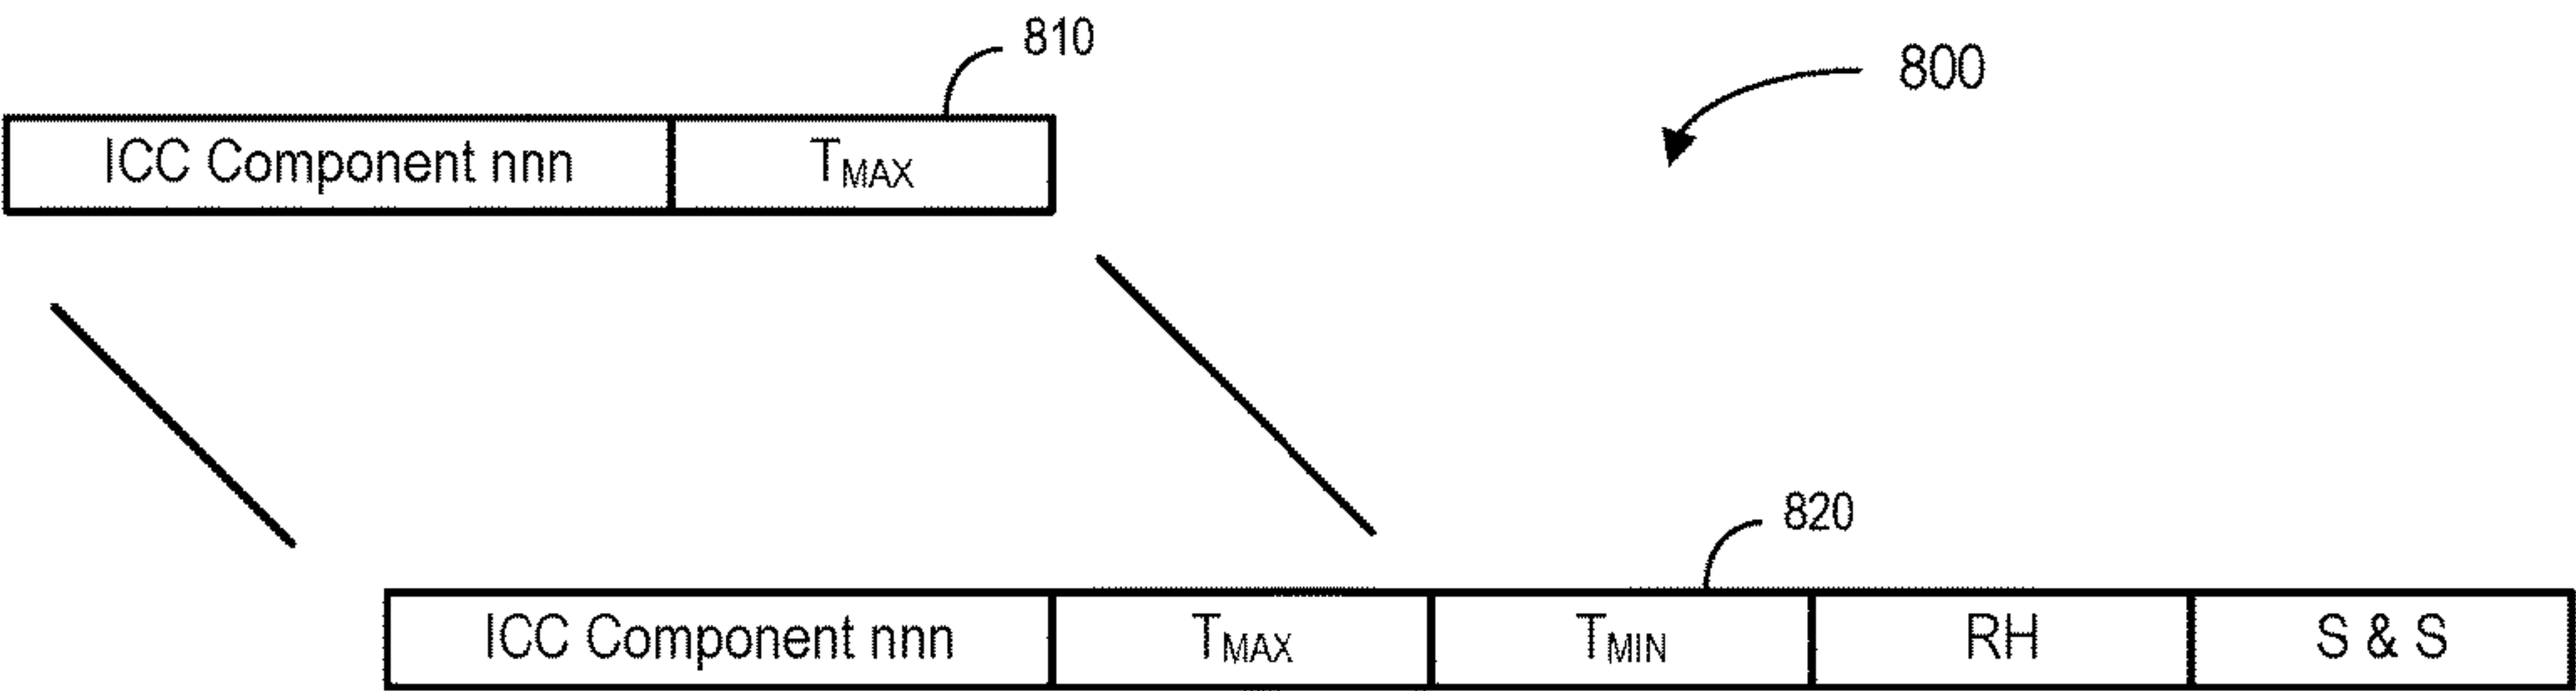 810
800
ICC Component nnn TMAX
820
ICC Component nnn TMAX TMIN RH S & S